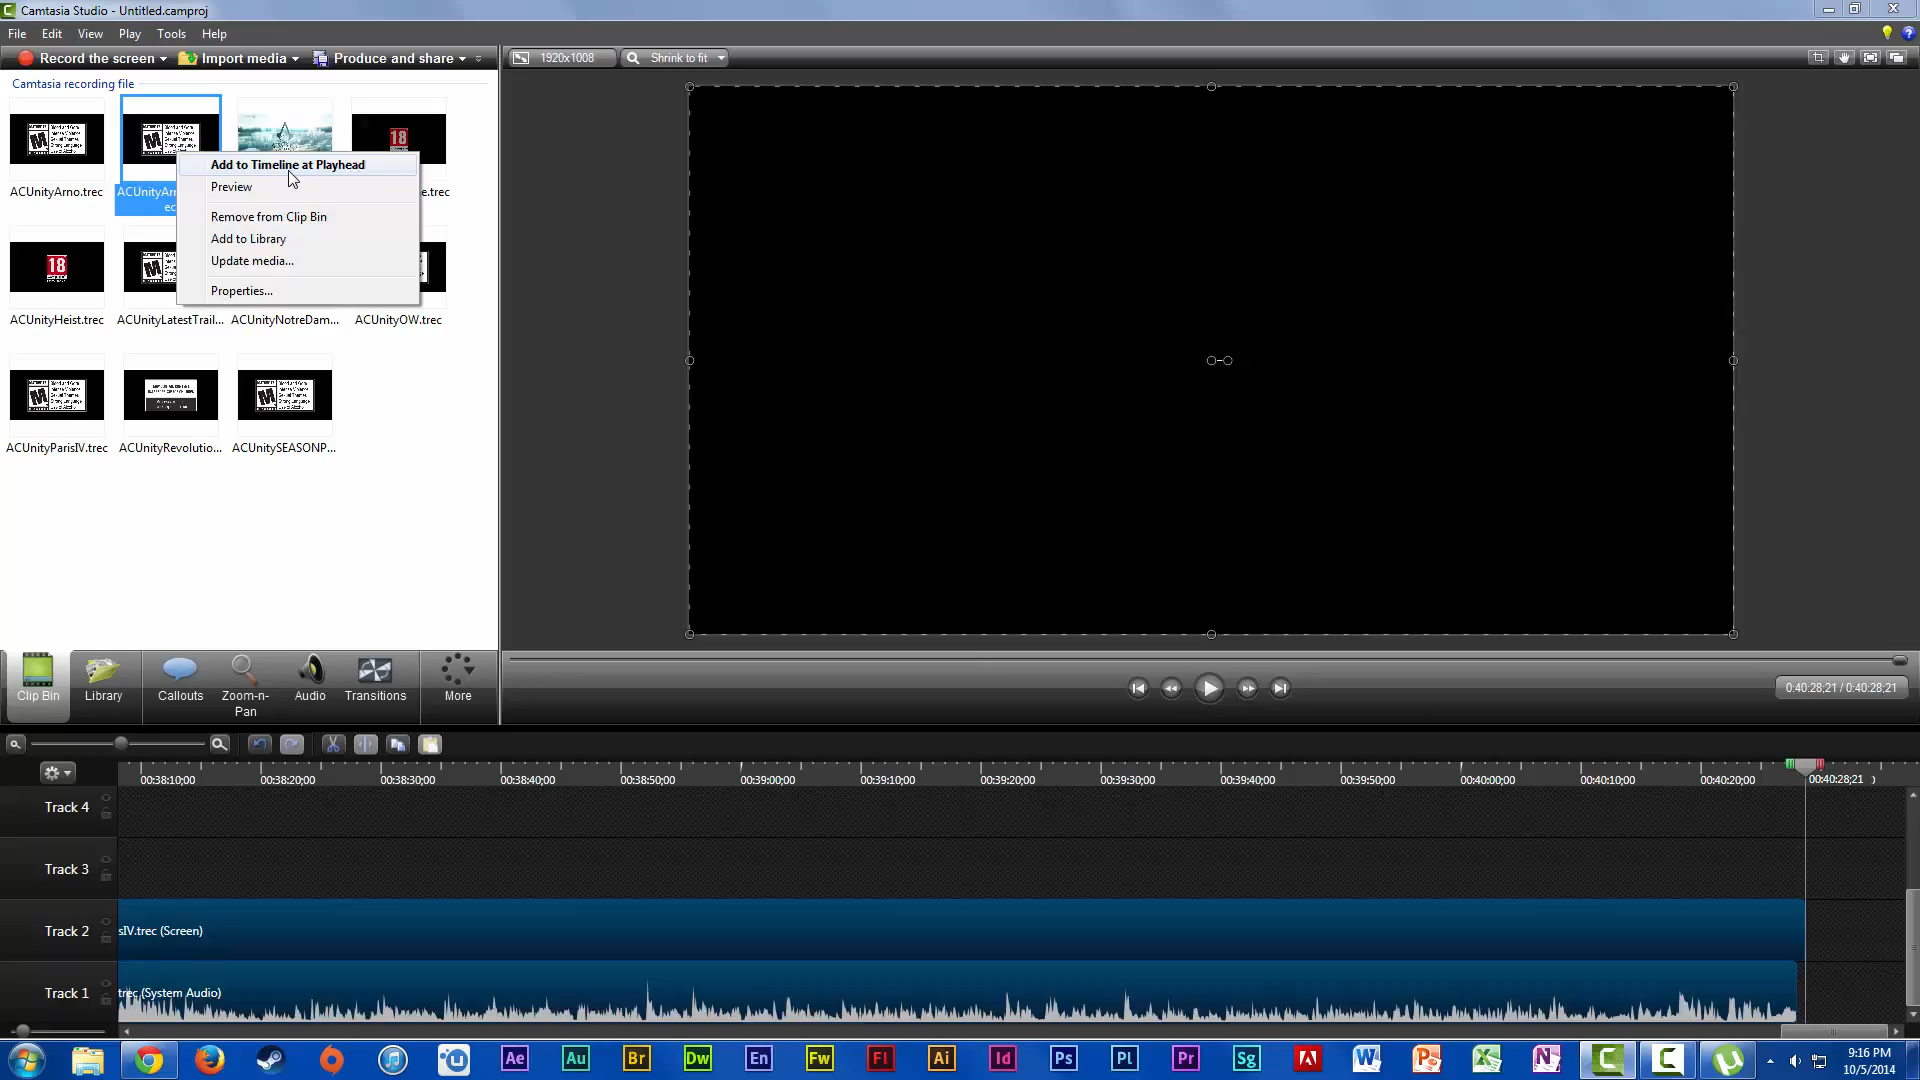 Camtasia Studio - Untitled.camproj
File Edit View Play Tools Help
Record the screen Import media Produce and share
1920x1008 Shrink to fit
Camtasia recording file
18
ACUnityArno.trec ACUnityAr e.trec
ec
Add to Timeline at Playhead
Preview
Remove from Clip Bin
Add to Library
Update media...
Properties...
18
ACUnityHeist.trec ACUnityLatestTrail... ACUnityNotreDam... ACUnityOW.trec
ACUnityParisIV.trec ACUnityRevolutio... ACUnitySEASONP...
Clip Bin Library Callouts Zoom-n-Pan Audio Transitions More
0:40:28;21 / 0:40:28;21
00:38:10;00 00:38:20;00 00:38:30;00 00:38:40;00 00:38:50;00 00:39:00;00 00:39:10;00 00:39:20;00 00:39:30;00 00:39:40;00 00:39:50;00 00:40:00;00 00:40:10;00 00:40:20;00 00:40:28;21
Track 4
Track 3
Track 2 sIV.trec (Screen)
Track 1 trec (System Audio)
Ae Au Br Dw En Fw Fl Ai Id Ps Pl Pr Sg
9:16 PM
10/5/2014